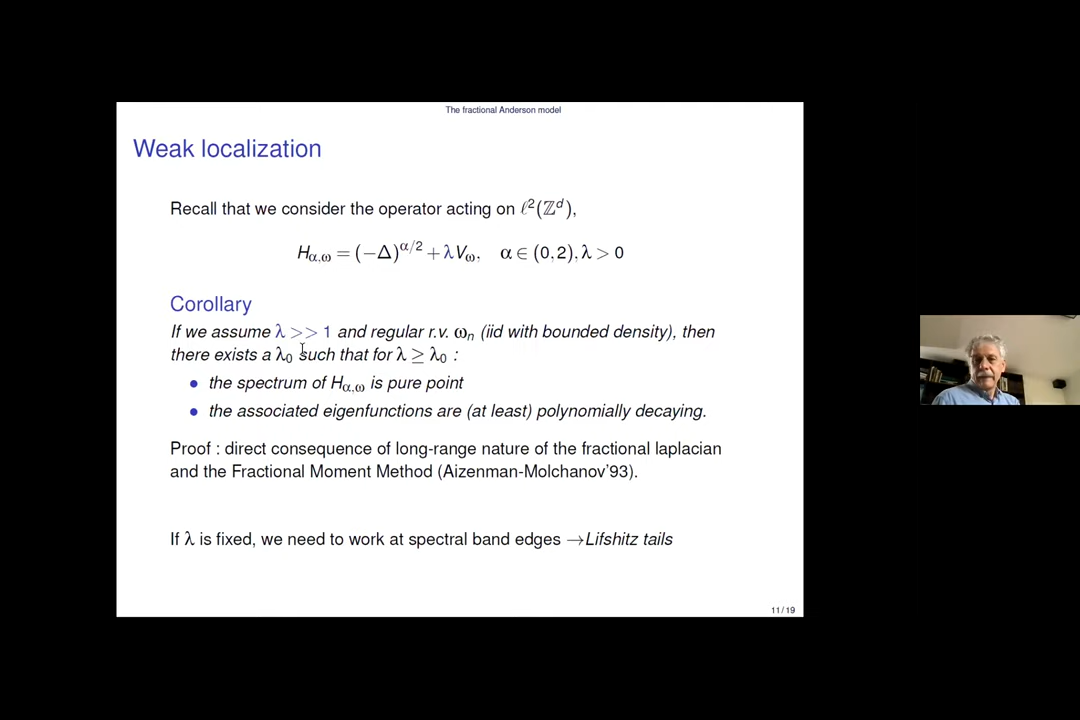 The fractional Anderson model
Weak localization
Recall that we consider the operator acting on ℓ²(ℤᵈ),
H_{α,ω} = (−Δ)^{α/2} + λV_ω, α ∈ (0,2), λ > 0
Corollary
If we assume λ >> 1 and regular r.v. ω_n (iid with bounded density), then
there exists a λ₀ such that for λ ≥ λ₀ :
• the spectrum of H_{α,ω} is pure point
• the associated eigenfunctions are (at least) polynomially decaying.
Proof : direct consequence of long-range nature of the fractional laplacian
and the Fractional Moment Method (Aizenman-Molchanov'93).
If λ is fixed, we need to work at spectral band edges →Lifshitz tails
11/19